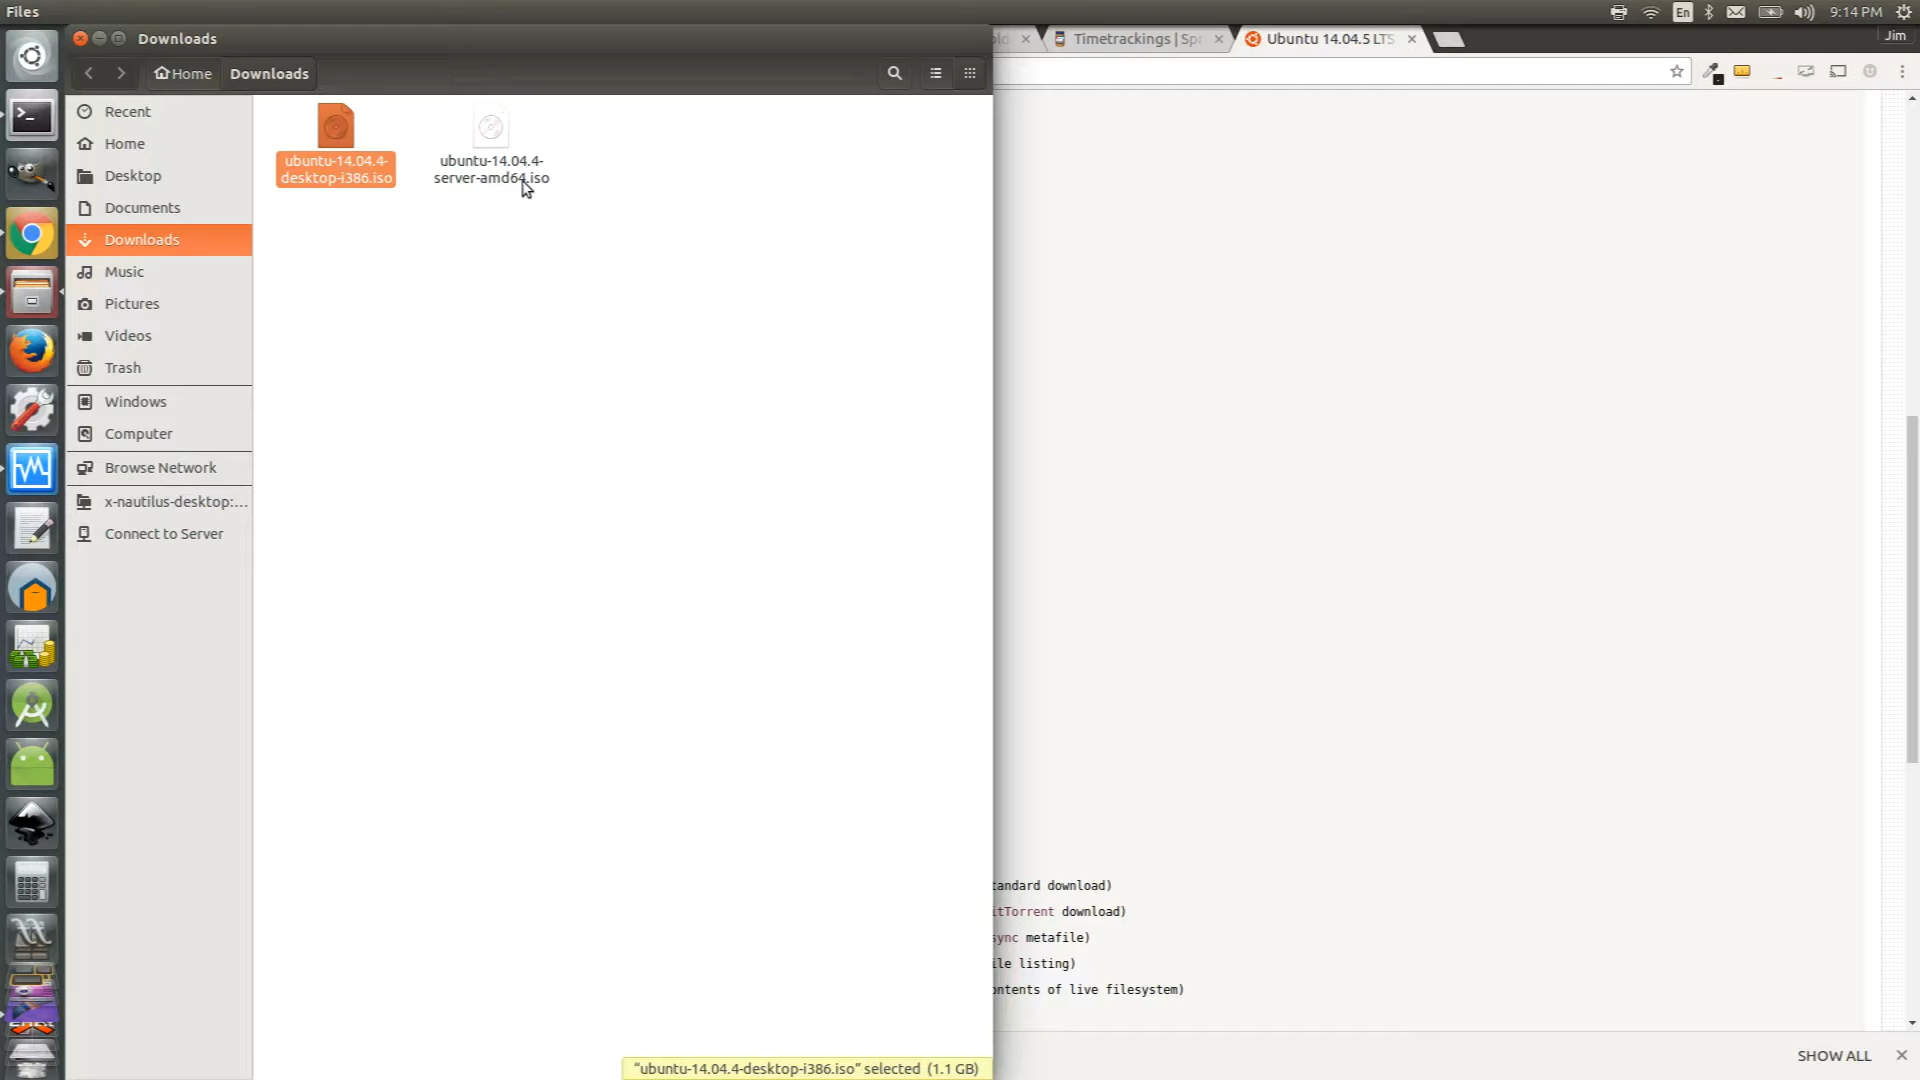 Files
En
9:14 PM
Downloads
Timetrackings | Spr
Ubuntu 14.04.5 LTS
Jim
Home
Downloads
Recent
Home
Desktop
Documents
Downloads
Music
Pictures
Videos
Trash
Windows
Computer
Browse Network
x-nautilus-desktop:...
Connect to Server
ubuntu-14.04.4-
desktop-i386.iso
ubuntu-14.04.4-
server-amd64.iso
tandard download)
itTorrent download)
sync metafile)
ile listing)
ontents of live filesystem)
"ubuntu-14.04.4-desktop-i386.iso" selected (1.1 GB)
SHOW ALL